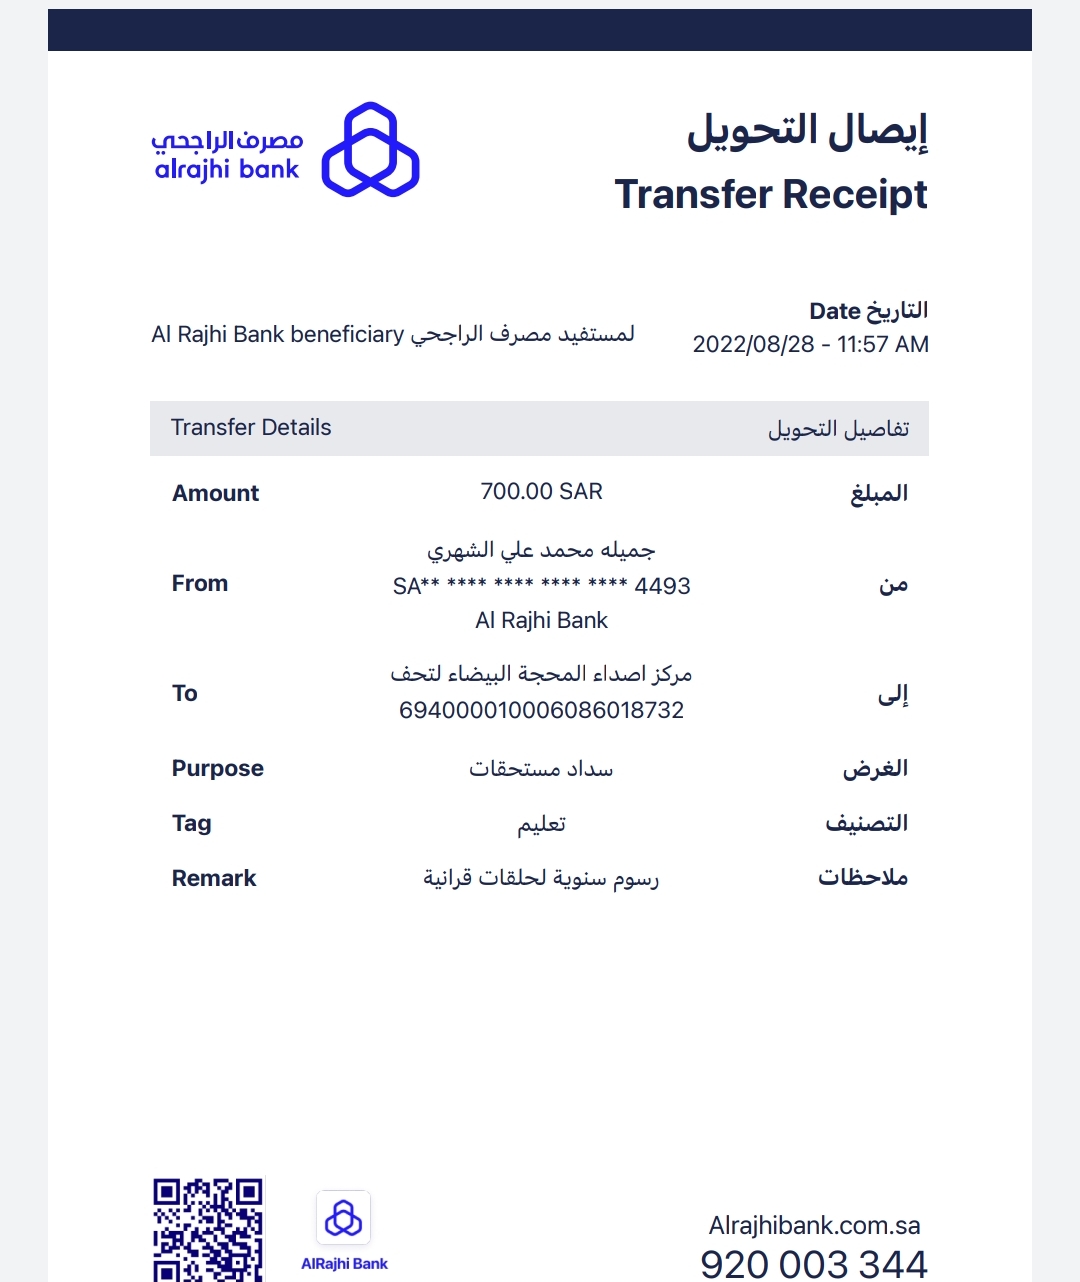 إيصال التحويل
Transfer Receipt
مصرف الراجحي
alrajhi bank
التاريخ Date
2022/08/28 - 11:57 AM
لمستفيد مصرف الراجحي Al Rajhi Bank beneficiary
Transfer Details تفاصيل التحويل
Amount 700.00 SAR المبلغ
جميله محمد علي الشهري
From SA** **** **** **** **** 4493 من
Al Rajhi Bank
مركز اصداء المحجة البيضاء لتحف
To إلى
694000010006086018732
Purpose سداد مستحقات الغرض
Tag تعليم التصنيف
Remark رسوم سنوية لحلقات قرانية ملاحظات
AlRajhi Bank
Alrajhibank.com.sa
920 003 344